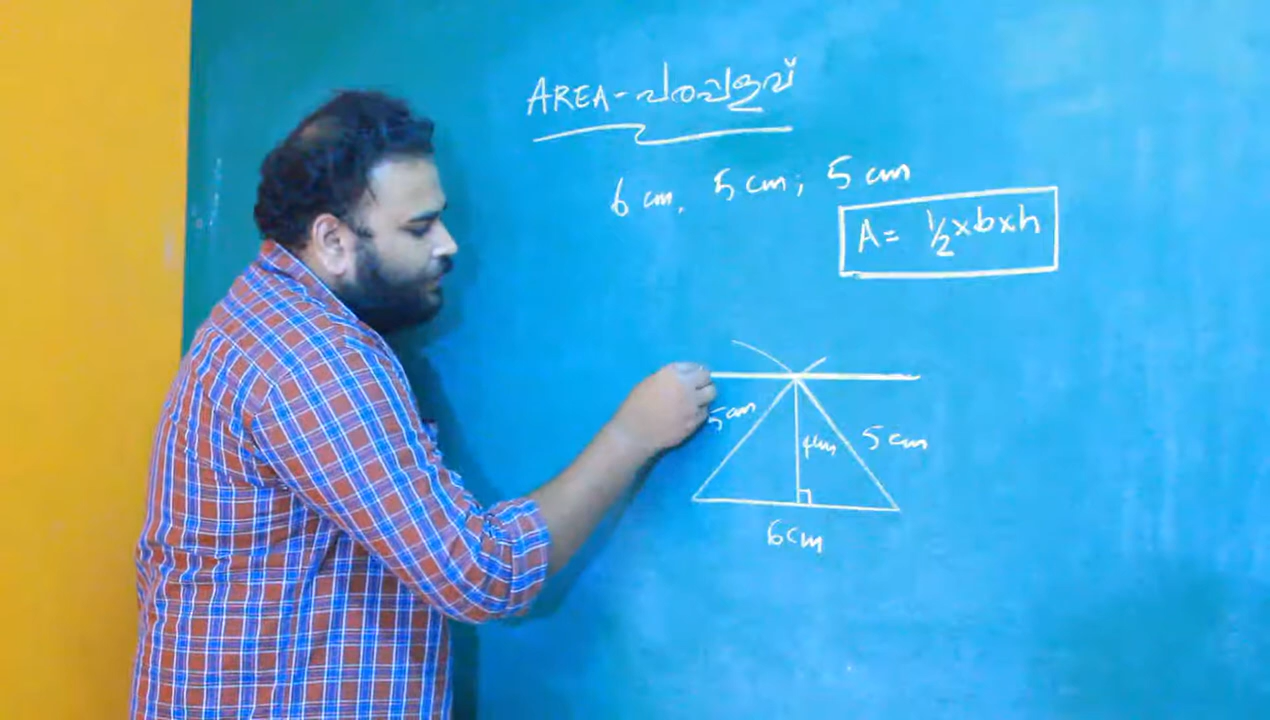 AREA - പരപ്പളവ്
6 cm, 5 cm, 5 cm
A = ½ x b x h
5cm
4cm
5 cm
6cm